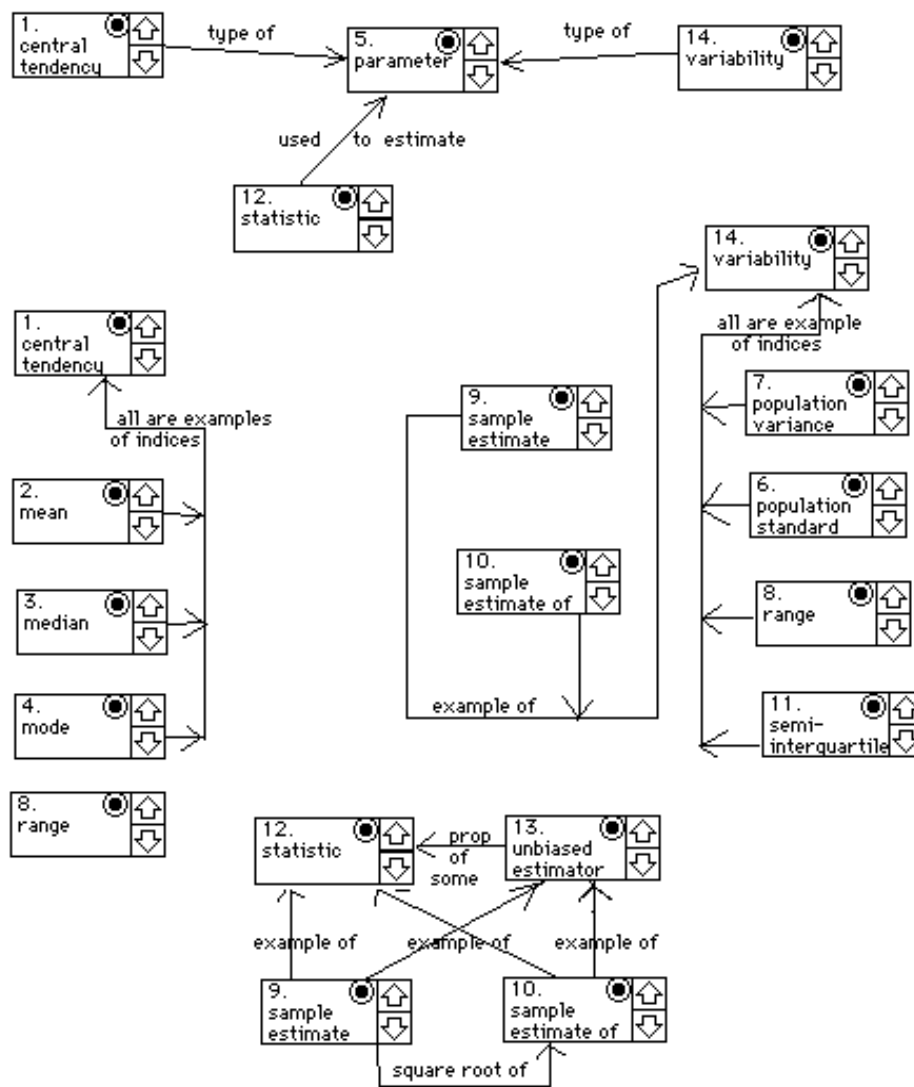 1.
central
tendency
type of
5.
parameter
type of
14.
variability
used to estimate
12.
statistic
14.
variability
1.
central
tendency
all are example
of indices
all are examples
of indices
9.
sample
estimate
7.
population
variance
2.
mean
6.
population
standard
10.
sample
estimate of
3.
median
8.
range
4.
mode
example of
11.
semi-
interquartile
8.
range
12.
statistic
prop
of
some
13.
unbiased
estimator
example of
example of
example of
9.
sample
estimate
10.
sample
estimate of
square root of